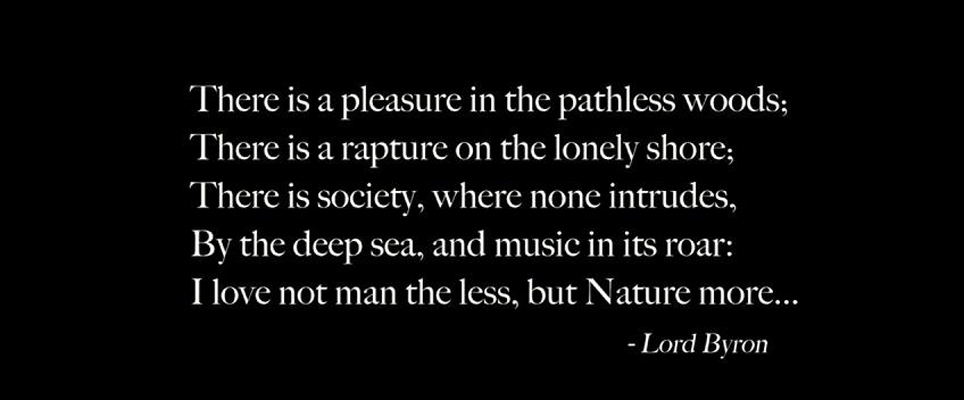 There is a pleasure in the pathless woods;
There is a rapture on the lonely shore;
There is society, where none intrudes,
By the deep sea, and music in its roar:
I love not man the less, but Nature more...
- Lord Byron